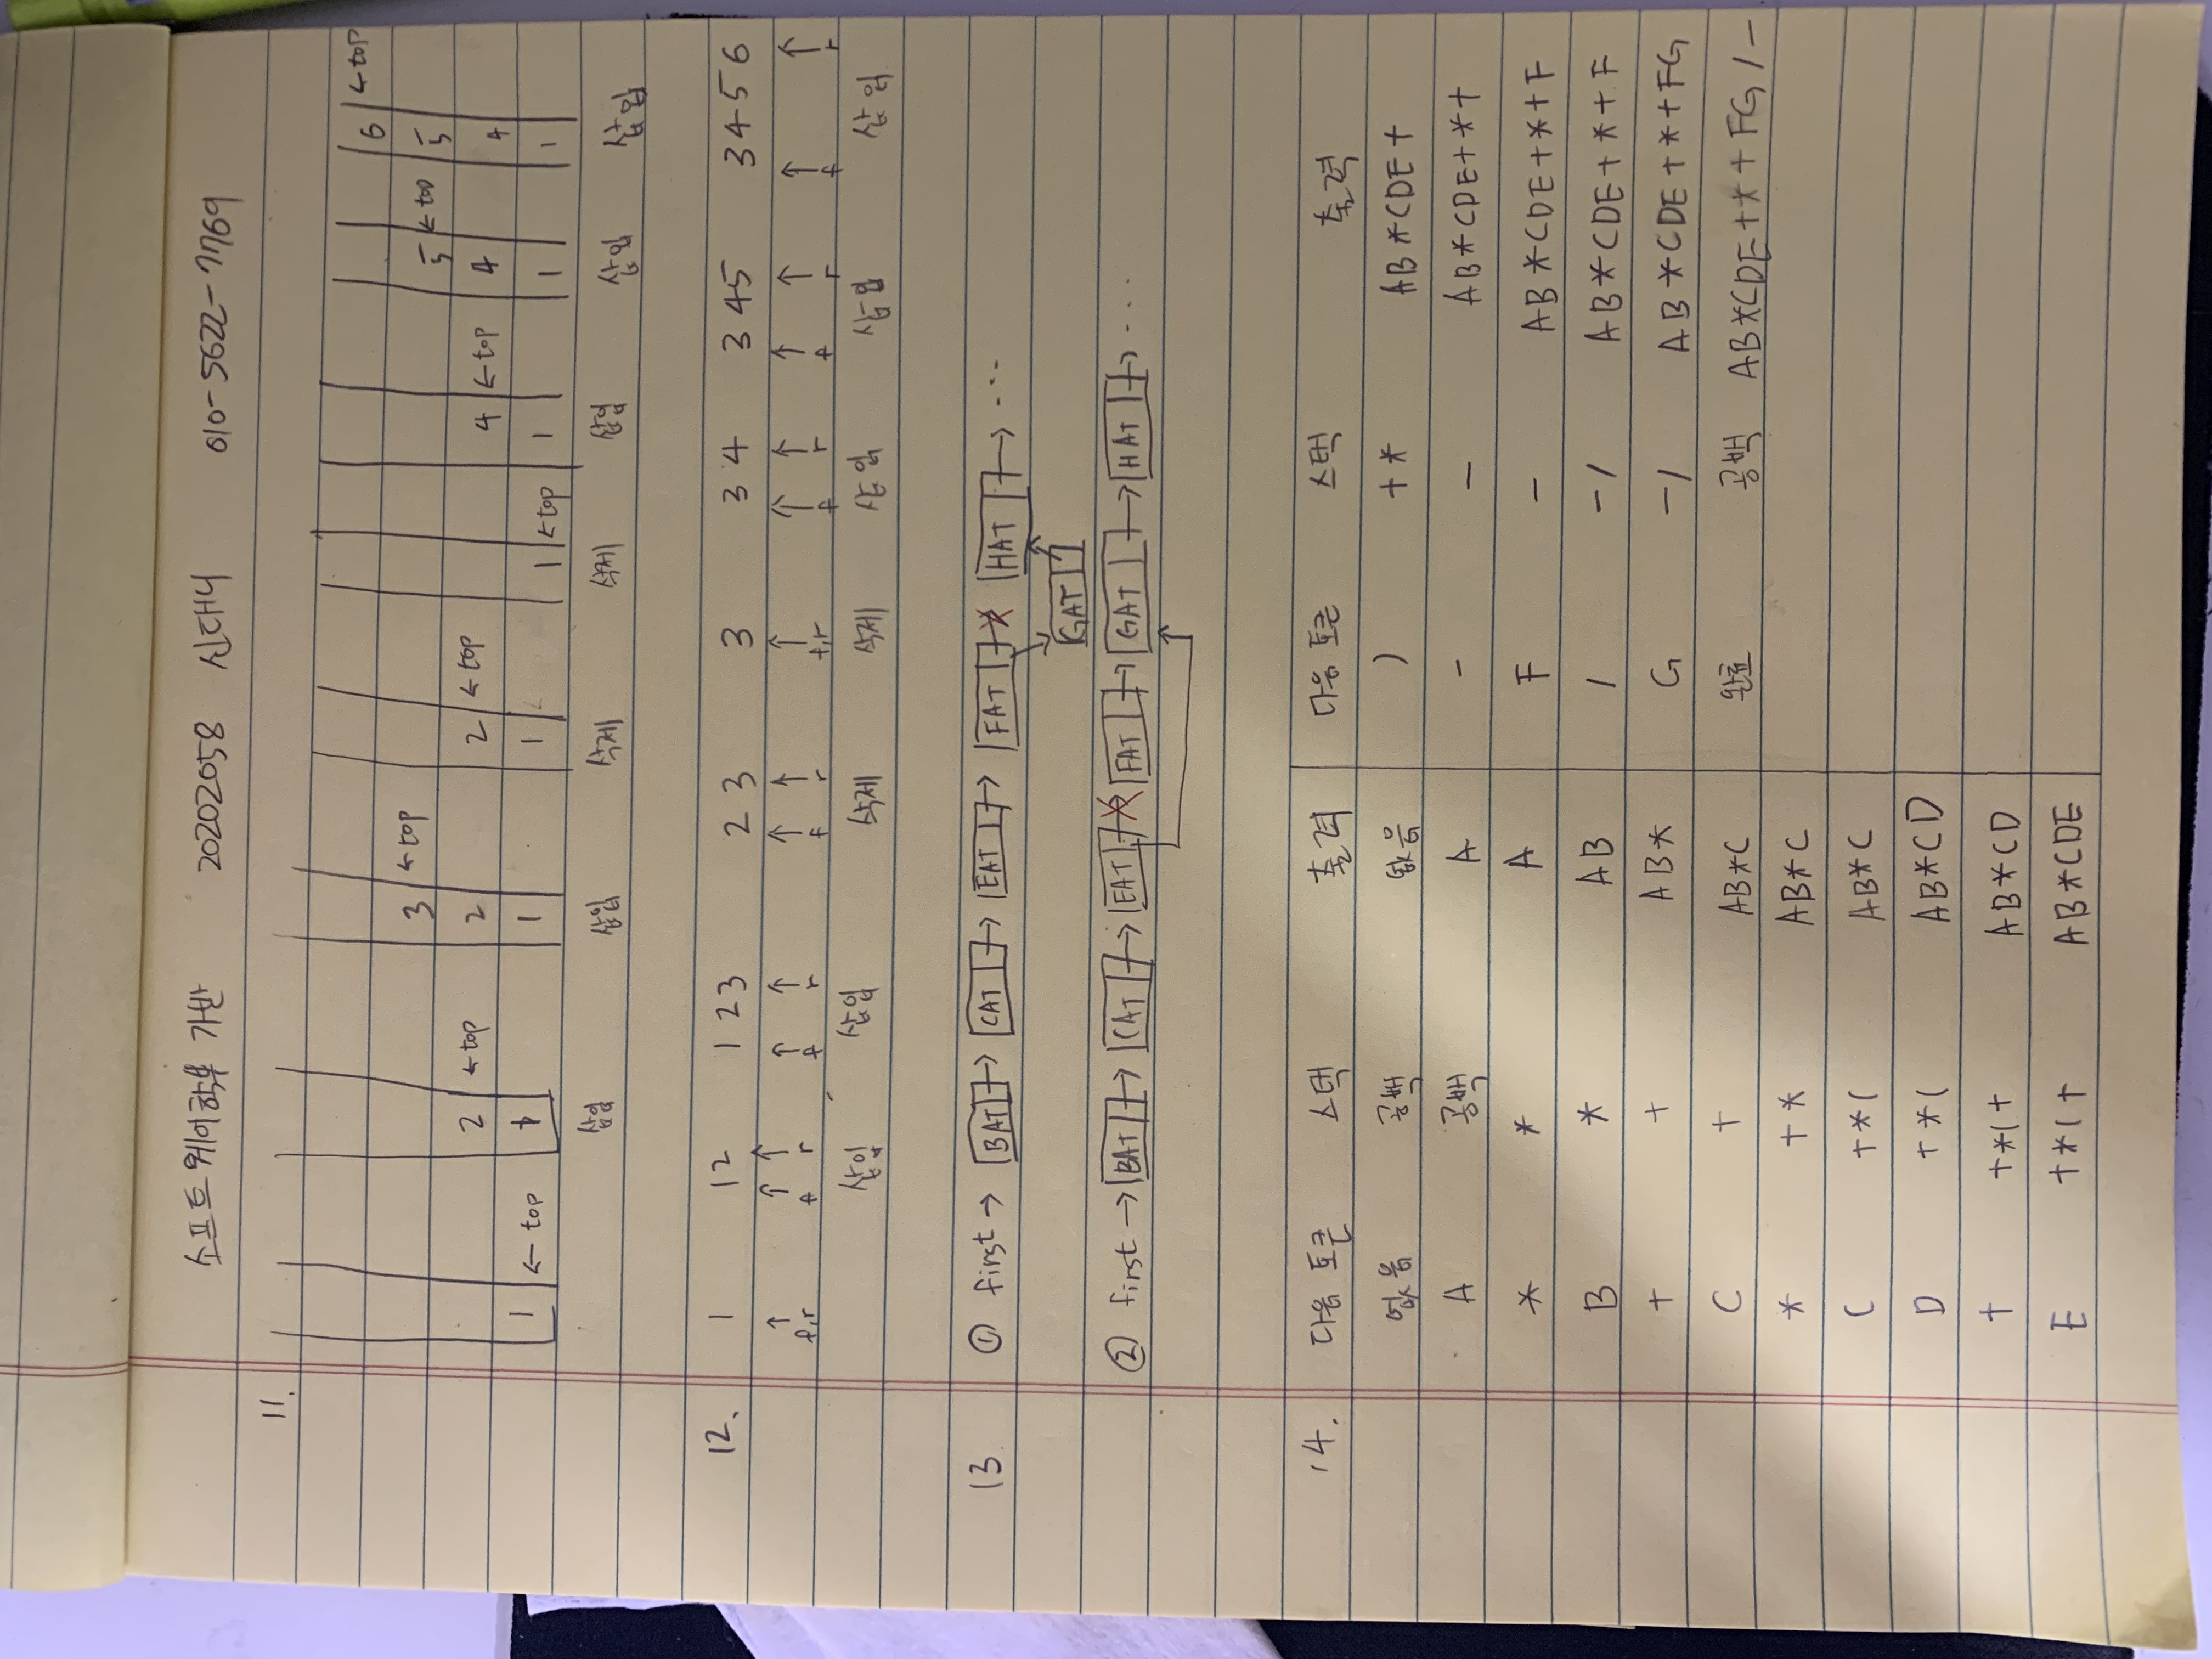 소프트웨어학부 가반 20202058 신대니 010-5622-7769
11.
6 ←top
3 ←top 5 ←top 5
2 ←top 2 2 ←top 4 ←top 4 4
1 ←top 1 1 1 1 ←top 1 1 1
삽입 삽입 삭제 삭제 삽입 삽입 삽입
12. 1 12 1 2 3 2 3 3 3 4 3 4 5 3 4 5 6
↑ ↑ ↑ ↑ ↑ ↑ ↑ ↑ ↑ ↑ ↑ ↑ ↑ ↑
f,r f r f r f r f,r f r f r f r
삽입 삽입 삭제 삭제 삽입 삽입 삽입
13. ① first → BAT → CAT → EAT → FAT → X HAT → ...
GAT
② first → BAT → CAT → EAT → X FAT → GAT → HAT → ....
14. 다음 토큰 스택 출력 다음 토큰 스택 출력
없음 공백 없음 ) + * AB*CDE+
A 공백 A - - AB*CDE+*+
* * A F - AB*CDE+*+F
B * AB / -/ AB*CDE+*+F
+ + AB* G -/ AB*CDE+*+FG
C + AB*C 완료 공백 AB*CDE+*+FG/-
* +* AB*C
( +*( AB*C
D +*( AB*CD
+ +*(+ AB*CD
E +*(+ AB*CDE